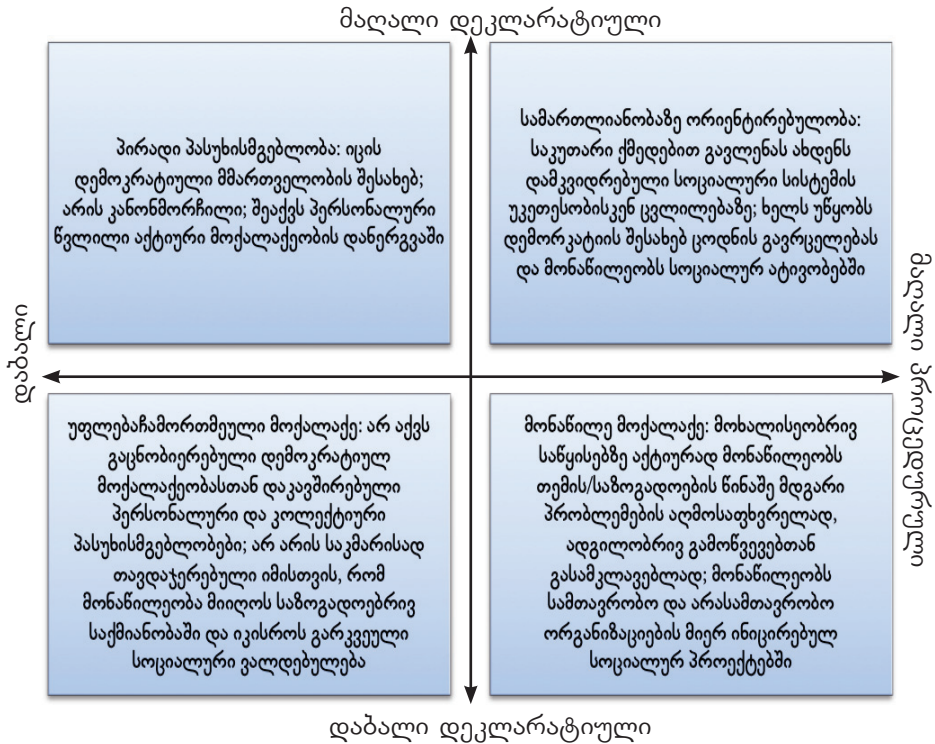 მაღალი დეკლარატიული
პირადი პასუხისმგებლობა: იცის
დემოკრატიული მმართველობის შესახებ;
არის კანონმორჩილი; შეაქვს პერსონალური
წვლილი აქტიური მოქალაქეობის დანერგვაში
სამართლიანობაზე ორიენტირებულობა:
საკუთარი ქმედებით გავლენას ახდენს
დამკვიდრებული სოციალური სისტემის
უკეთესობისკენ ცვლილებაზე; ხელს უწყობს
დემორკატიის შესახებ ცოდნის გავრცელებას
და მონაწილეობს სოციალურ ატივობებში
დაბალი
მაღალი პროცედურული
უფლებაჩამორთმეული მოქალაქე: არ აქვს
გაცნობიერებული დემოკრატიულ
მოქალაქეობასთან დაკავშირებული
პერსონალური და კოლექტიური
პასუხისმგებლობები; არ არის საკმარისად
თავდაჯერებული იმისთვის, რომ
მონაწილეობა მიიღოს საზოგადოებრივ
საქმიანობაში და იკისროს გარკვეული
სოციალური ვალდებულება
მონაწილე მოქალაქე: მოხალისეობრივ
საწყისებზე აქტიურად მონაწილეობს
თემის/საზოგადოების წინაშე მდგარი
პრობლემების აღმოსაფხვრელად,
ადგილობრივ გამოწვევებთან
გასამკლავებლად; მონაწილეობს
სამთავრობო და არასამთავრობო
ორგანიზაციების მიერ ინიცირებულ
სოციალურ პროექტებში
დაბალი დეკლარატიული